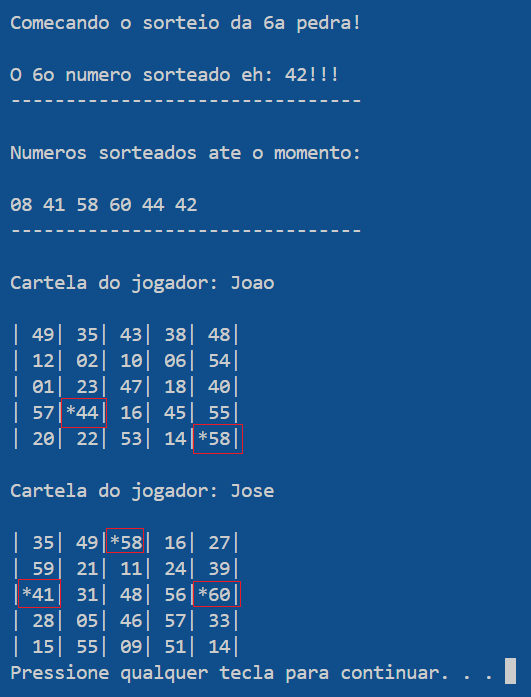 Comecando o sorteio da 6a pedra!
O 6o numero sorteado eh: 42!!!
--------------------------------
Numeros sorteados ate o momento:
08 41 58 60 44 42
--------------------------------
Cartela do jogador: Joao
| 49| 35| 43| 38| 48|
| 12| 02| 10| 06| 54|
| 01| 23| 47| 18| 40|
| 57|*44| 16| 45| 55|
| 20| 22| 53| 14|*58|
Cartela do jogador: Jose
| 35| 49|*58| 16| 27|
| 59| 21| 11| 24| 39|
|*41| 31| 48| 56|*60|
| 28| 05| 46| 57| 33|
| 15| 55| 09| 51| 14|
Pressione qualquer tecla para continuar. . .